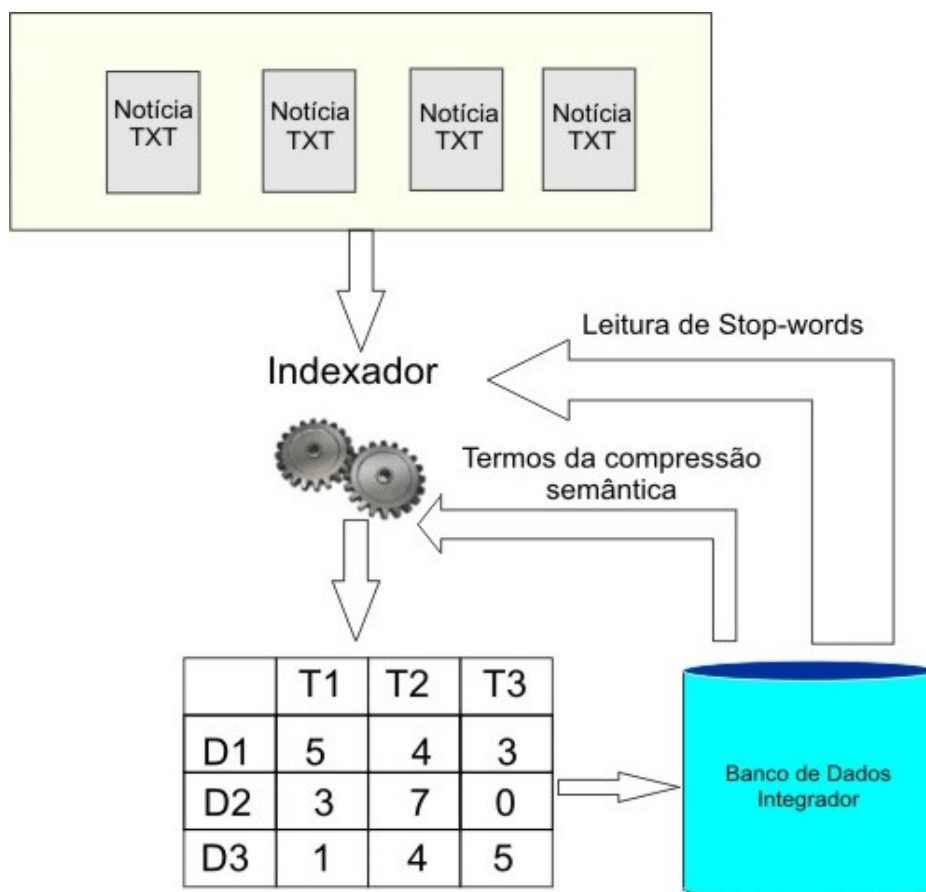 Notícia
TXT
Notícia
TXT
Notícia
TXT
Notícia
TXT
Leitura de Stop-words
Indexador
Termos da compressão
semântica
T1 T2 T3
D1 5 4 3
D2 3 7 0
D3 1 4 5
Banco de Dados
Integrador